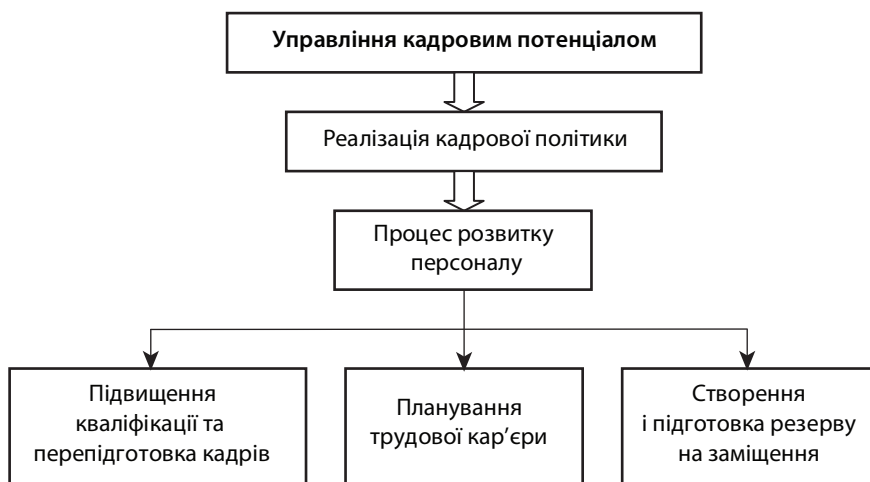 Управління кадровим потенціалом
Реалізація кадрової політики
Процес розвитку
персоналу
Підвищення
кваліфікації та
перепідготовка кадрів
Планування
трудової кар’єри
Створення
і підготовка резерву
на заміщення